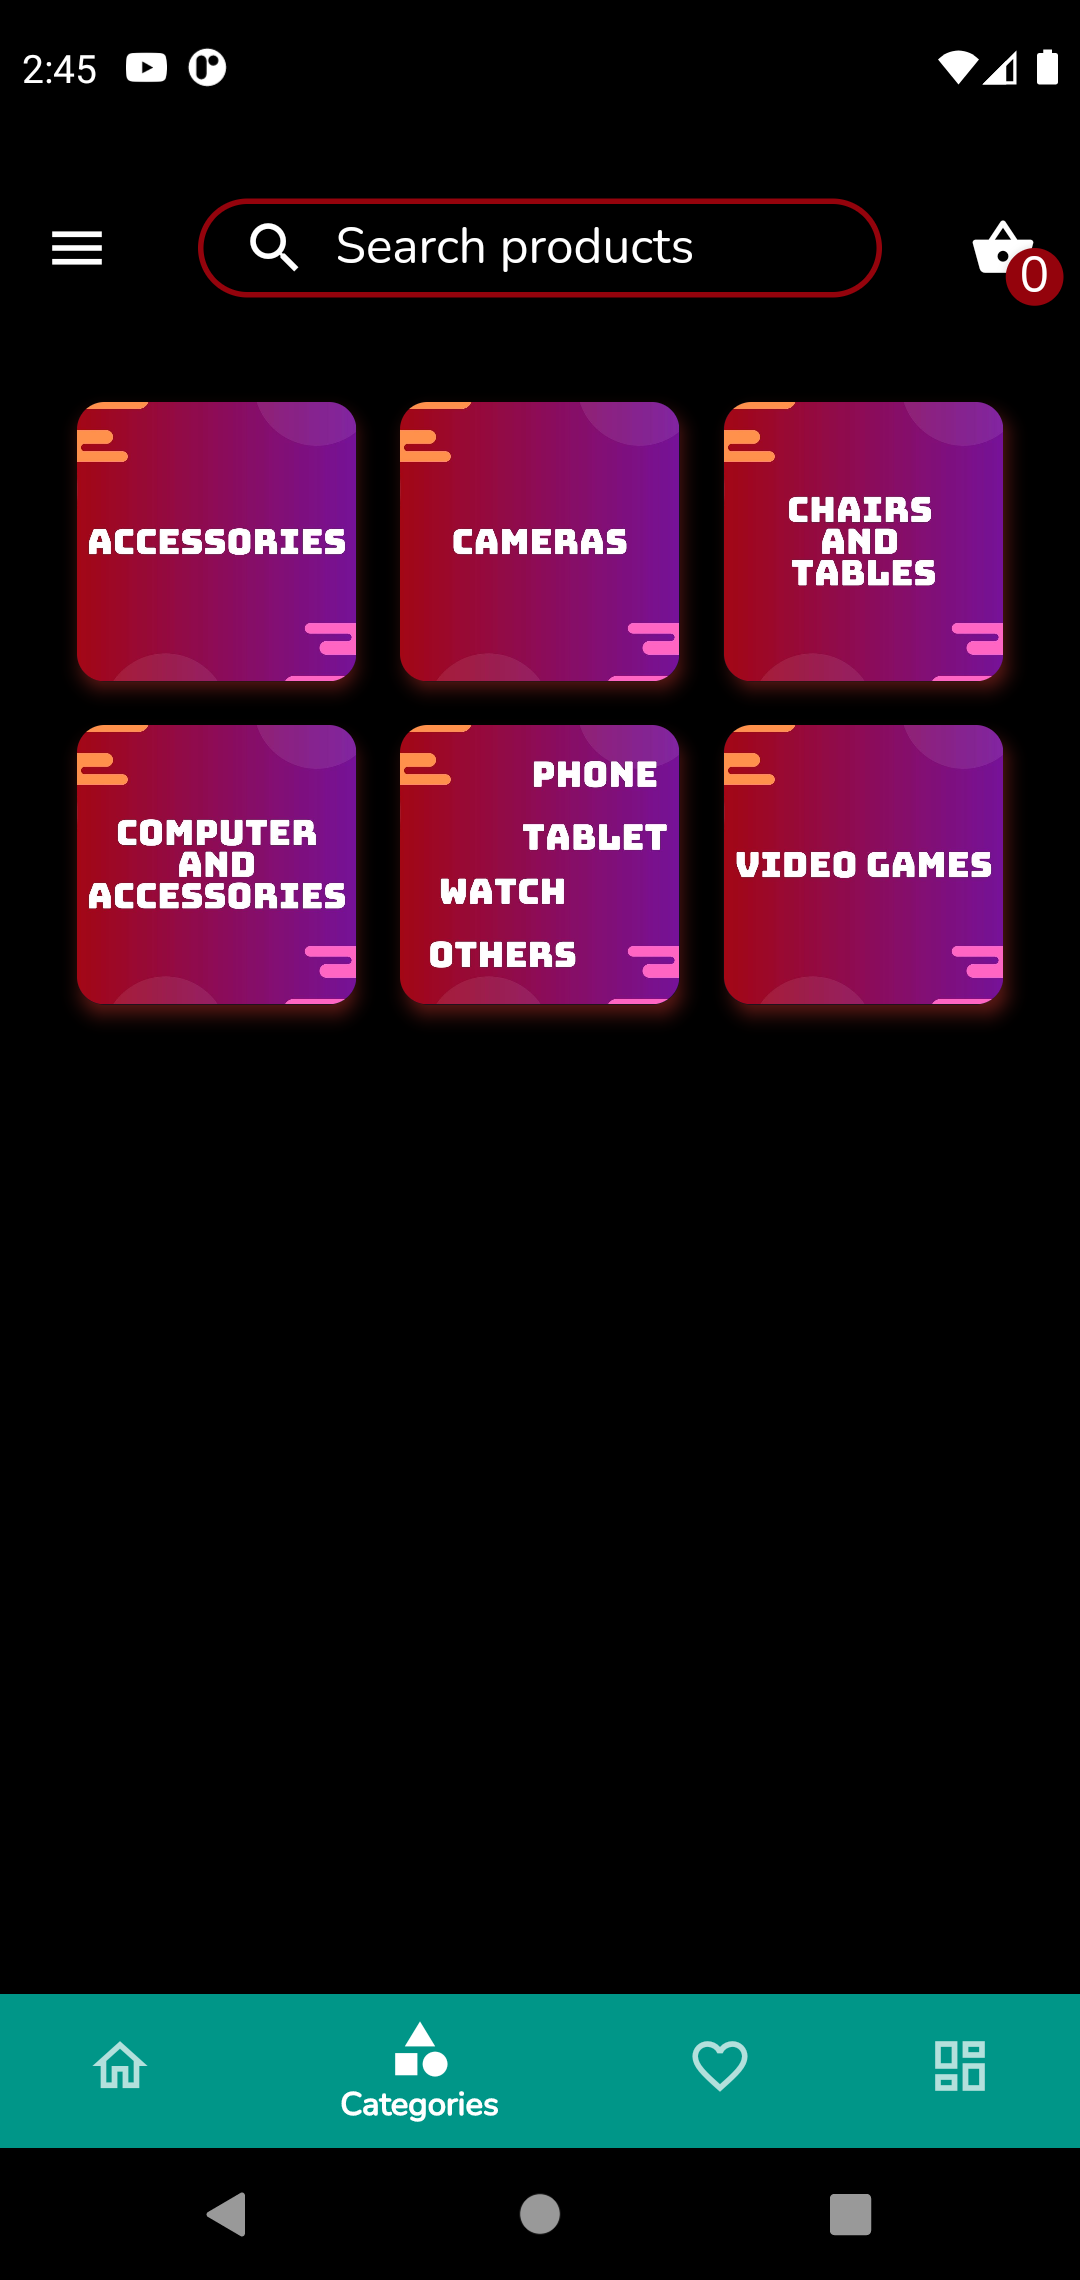 2:45
Search products
0
ACCESSORIES
CAMERAS
CHAIRS
AND
TABLES
COMPUTER
AND
ACCESSORIES
PHONE
TABLET
WATCH
OTHERS
VIDEO GAMES
Categories